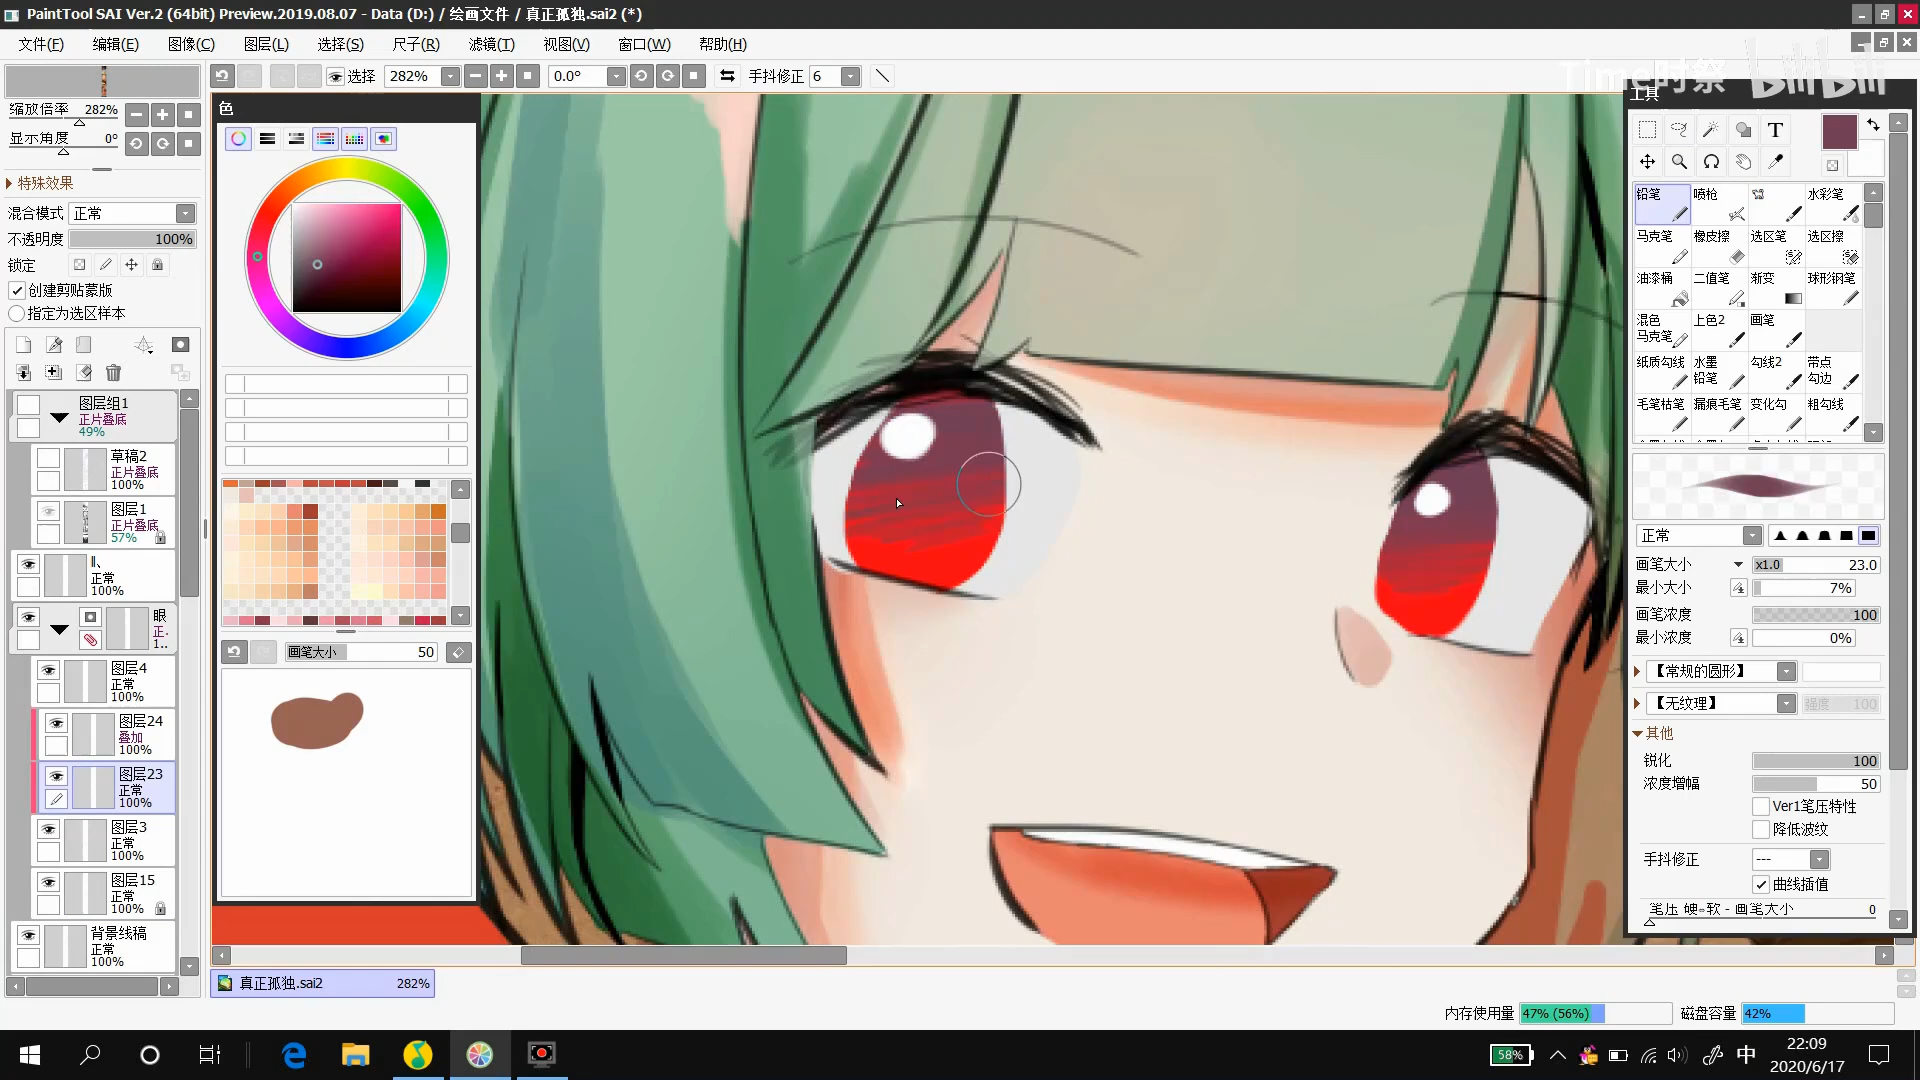 PaintTool SAI Ver.2 (64bit) Preview.2019.08.07 - Data (D:) / 绘画文件 / 真正孤独.sai2 (*)
文件(F) 编辑(E) 图像(C) 图层(L) 选择(S) 尺子(R) 滤镜(T) 视图(V) 窗口(W) 帮助(H)
选择 282% 0.0° 手抖修正 6
Time时祭 bilibili
缩放倍率 282%
显示角度 0°
特殊效果
混合模式 正常
不透明度 100%
锁定
创建剪贴蒙版
指定为选区样本
图层组1
正片叠底
49%
草稿2
正片叠底
100%
图层1
正片叠底
57%
正常
100%
眼
正.
1..
图层4
正常
100%
图层24
叠加
100%
图层23
正常
100%
图层3
正常
100%
图层15
正常
100%
背景线稿
正常
100%
色
画笔大小 50
工具
T
铅笔 喷枪 水彩笔
马克笔 橡皮擦 选区笔 选区擦
油漆桶 二值笔 渐变 球形钢笔
混色
马克笔 上色2 画笔
纸质勾线 水墨
铅笔 勾线2 带点
勾边
毛笔枯笔 漏痕毛笔 变化勾 粗勾线
正常
画笔大小 x1.0 23.0
最小大小 7%
画笔浓度 100
最小浓度 0%
【常规的圆形】
【无纹理】 强度 100
其他
锐化 100
浓度增幅 50
Ver1笔压特性
降低波纹
手抖修正 ---
曲线插值
笔压 硬⇔软 - 画笔大小 0
真正孤独.sai2 282%
内存使用量 47% (56%) 磁盘容量 42%
58% 中 22:09
2020/6/17